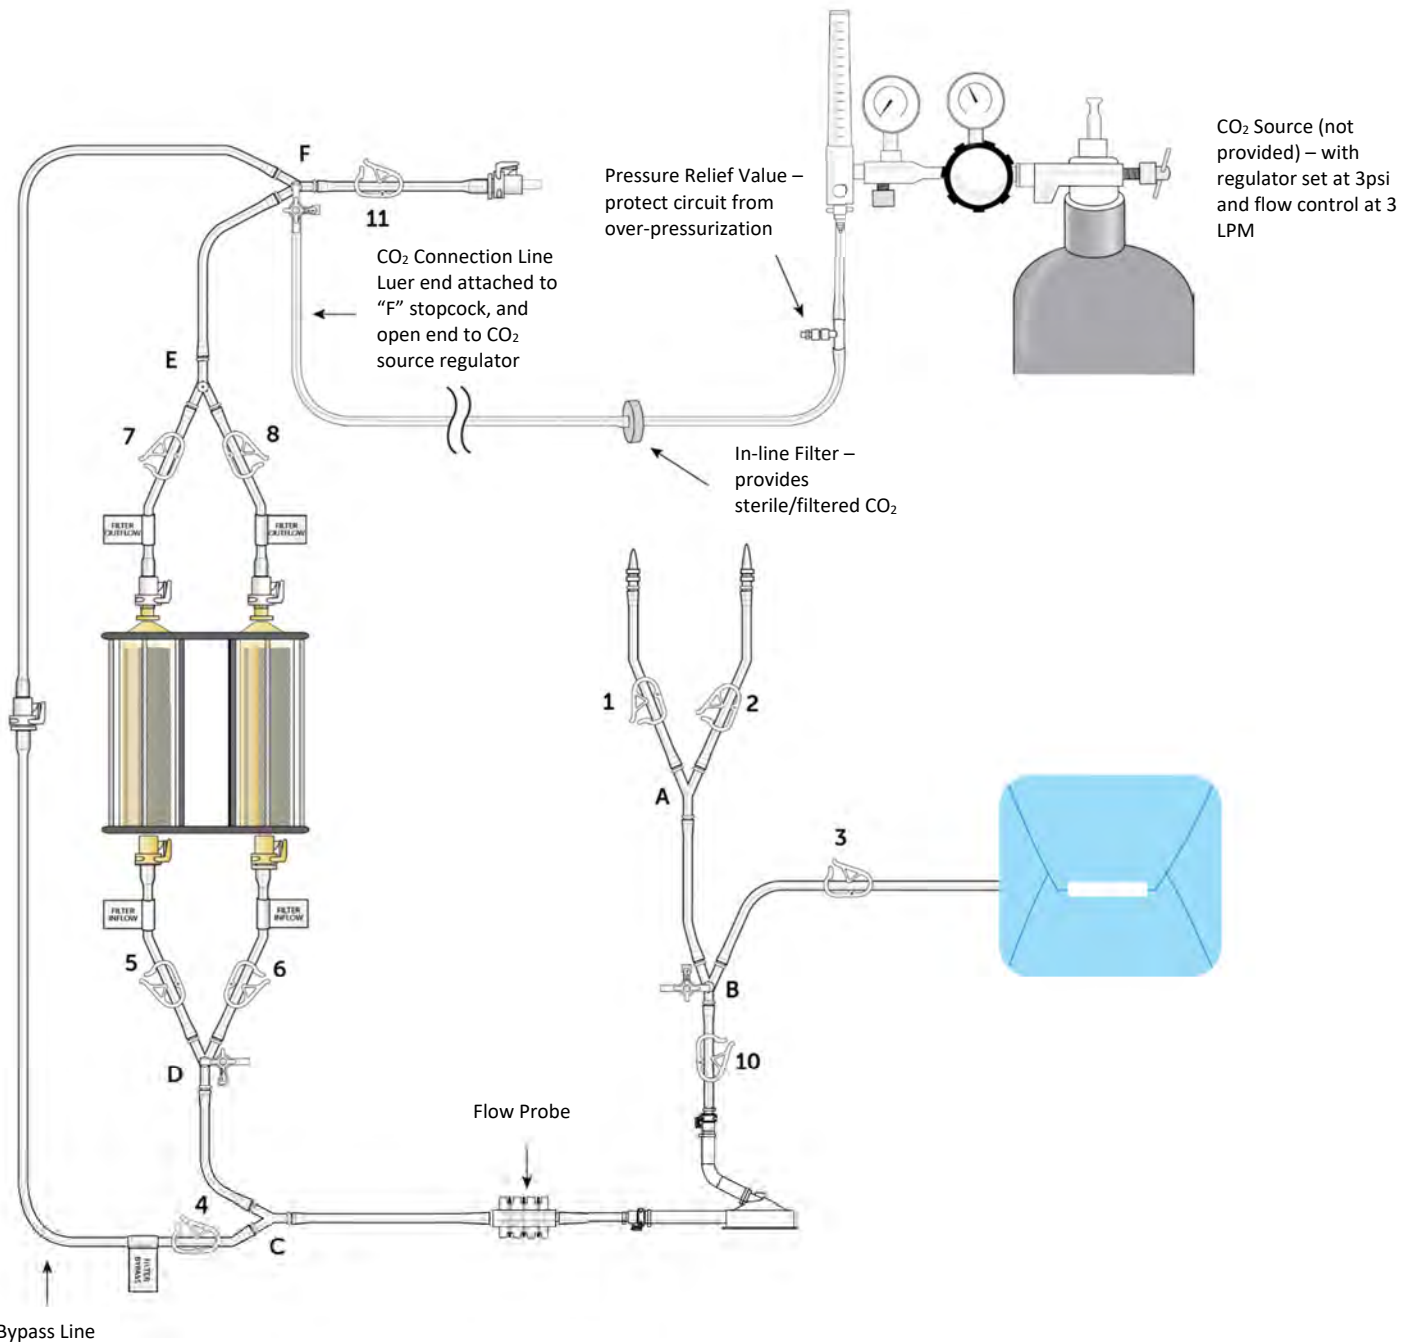 CO₂ Source (not
provided) – with
regulator set at 3psi
and flow control at 3
LPM
Pressure Relief Value –
protect circuit from
over-pressurization
F
11
CO₂ Connection Line
Luer end attached to
“F” stopcock, and
open end to CO₂
source regulator
E
7
8
In-line Filter –
provides
sterile/filtered CO₂
FILTER
OUTFLOW
FILTER
OUTFLOW
1
2
A
3
FILTER
INFLOW
FILTER
INFLOW
5
6
B
10
D
Flow Probe
4
C
FILTER
BYPASS
Bypass Line